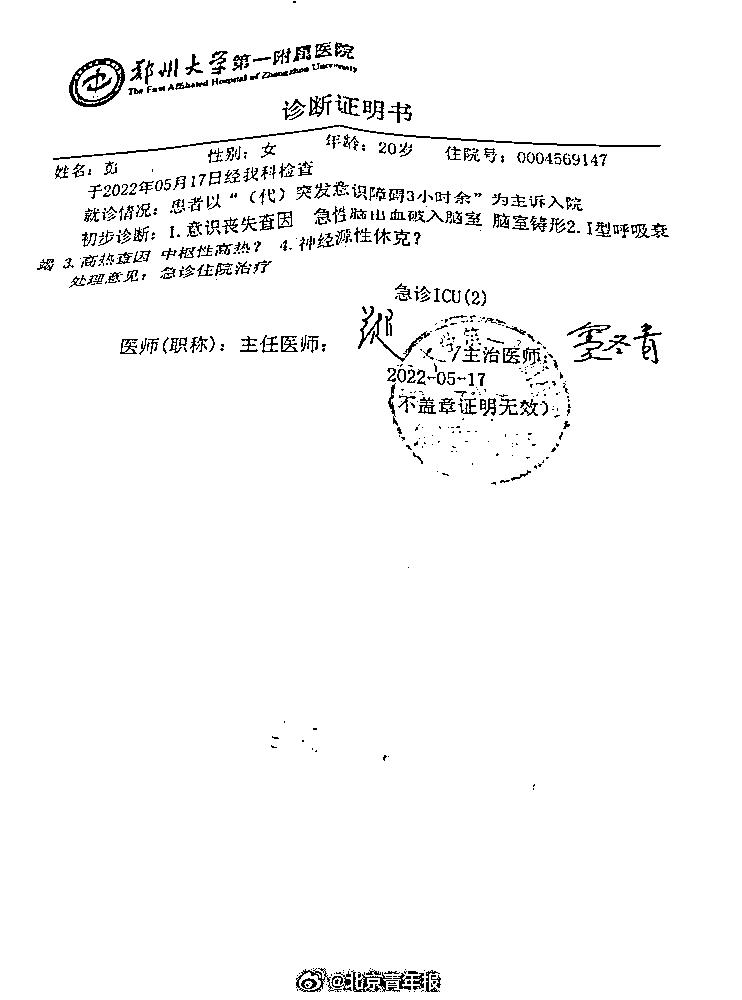 郑州大学第一附属医院
The First Affiliated Hospital of Zhengzhou University
诊断证明书
姓名：彭 性别：女 年龄：20岁 住院号：0004569147
于2022年05月17日经我科检查
就诊情况：患者以“（代）突发意识障碍3小时余”为主诉入院
初步诊断：1.意识丧失查因 急性脑出血破入脑室 脑室铸形2.I型呼吸衰
竭 3.高热查因 中枢性高热？ 4.神经源性休克？
处理意见：急诊住院治疗
急诊ICU(2)
医师(职称)：主任医师：
/主治医师：窦冬青
2022-05-17
(不盖章证明无效)
@北京青年报